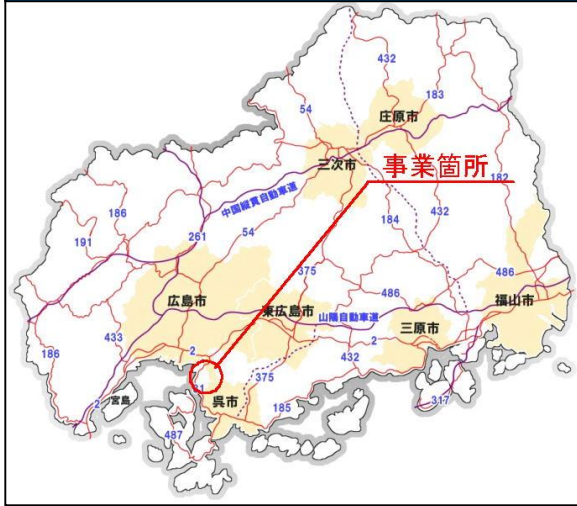 432
183
54
庄原市
三次市
事業箇所
182
中国縦貫自動車道
186
184
432
191
261
54
375
486
486
広島市
東広島市
山陽自動車道
福山市
三原市
433
2
2
186
432
375
31
2
宮島
呉市
185
317
487